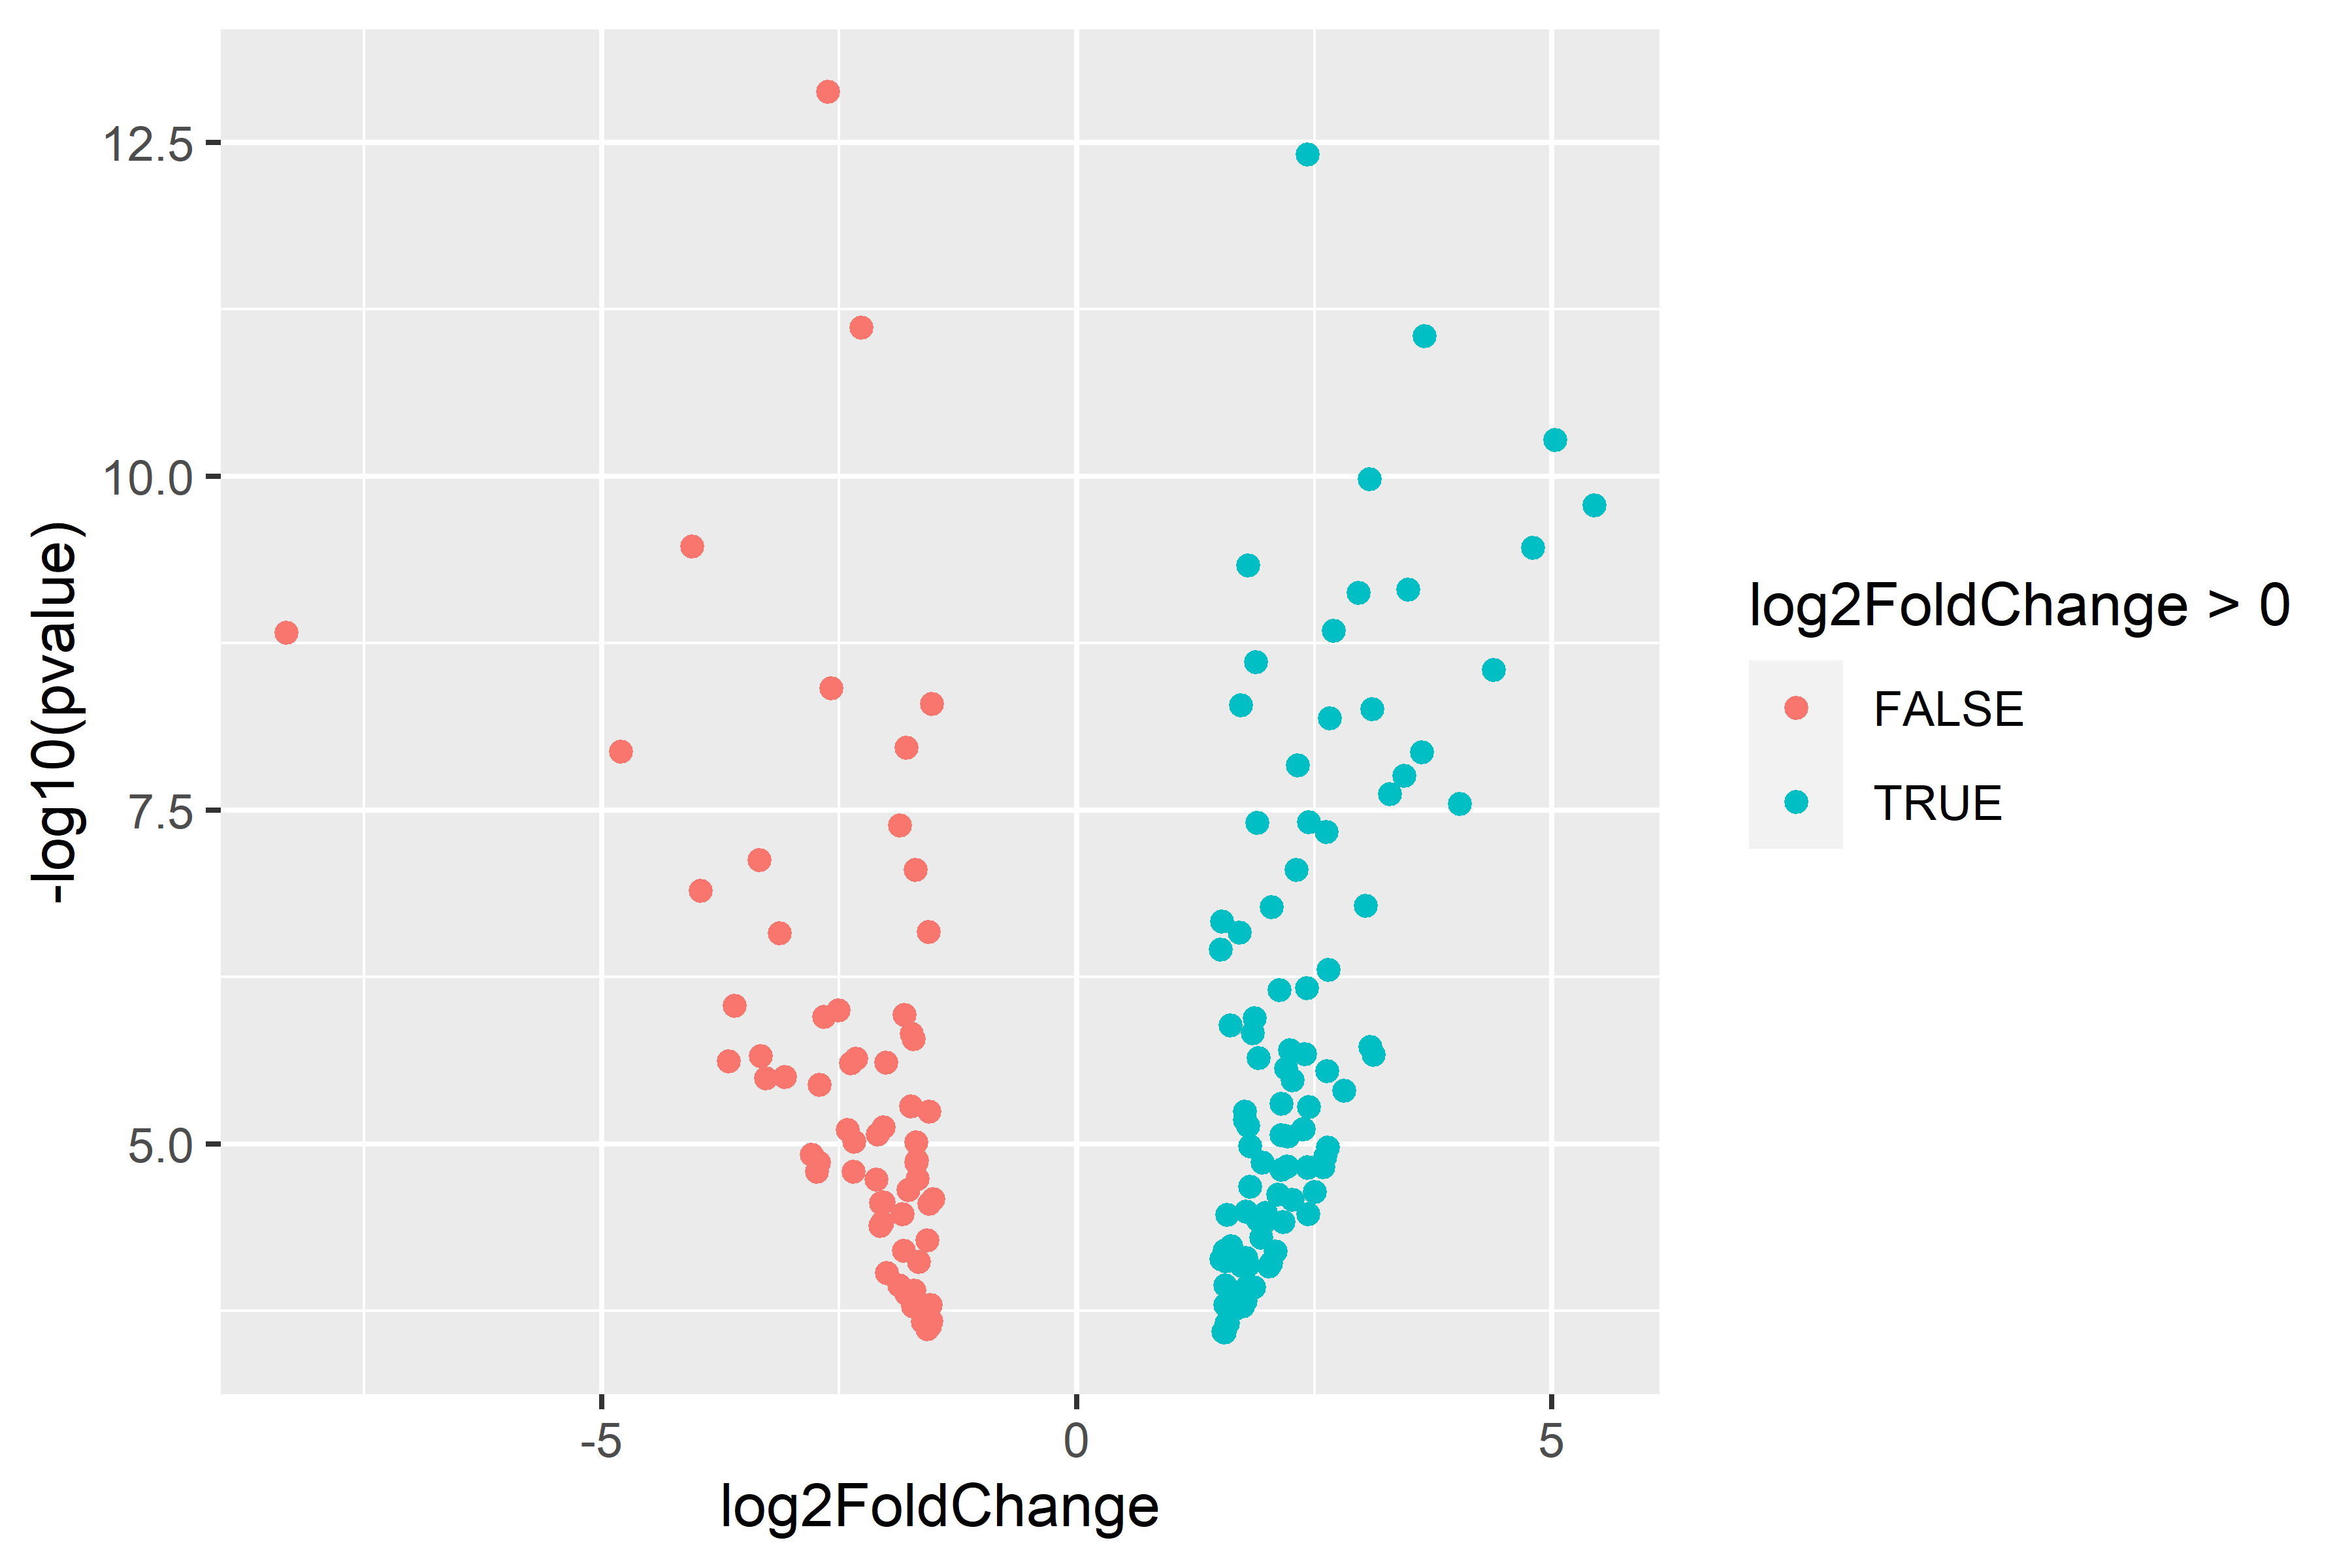 12.5
10.0
7.5
5.0
-log10(pvalue)
-5
0
5
log2FoldChange
log2FoldChange > 0
FALSE
TRUE